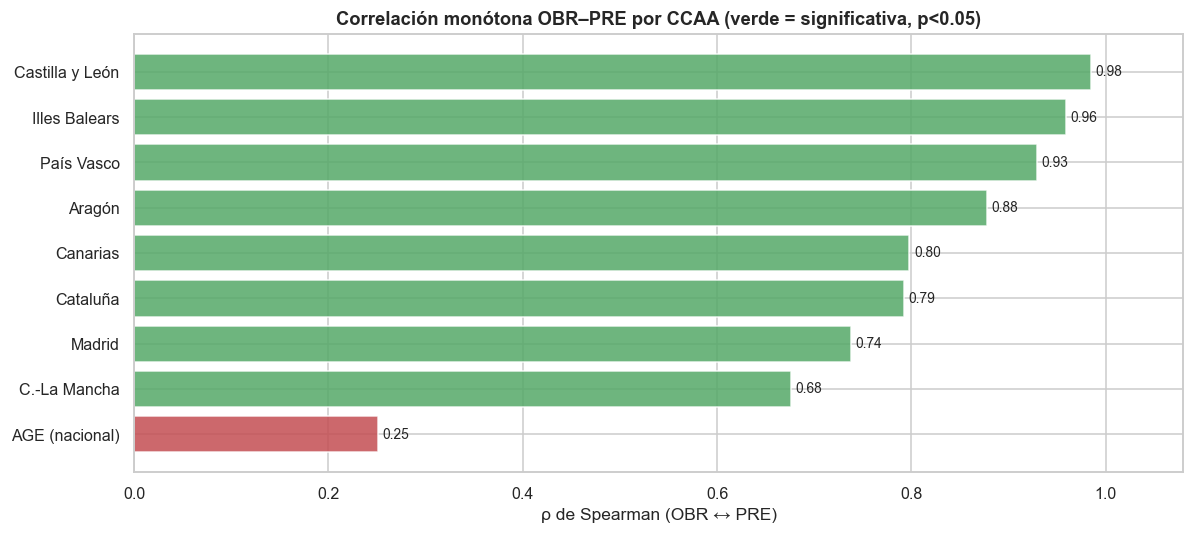 Correlación monótona OBR–PRE por CCAA (verde = significativa, p<0.05)
Castilla y León 0.98
Illes Balears 0.96
País Vasco 0.93
Aragón 0.88
Canarias 0.80
Cataluña 0.79
Madrid 0.74
C.-La Mancha 0.68
AGE (nacional) 0.25
0.0 0.2 0.4 0.6 0.8 1.0
ρ de Spearman (OBR ↔ PRE)